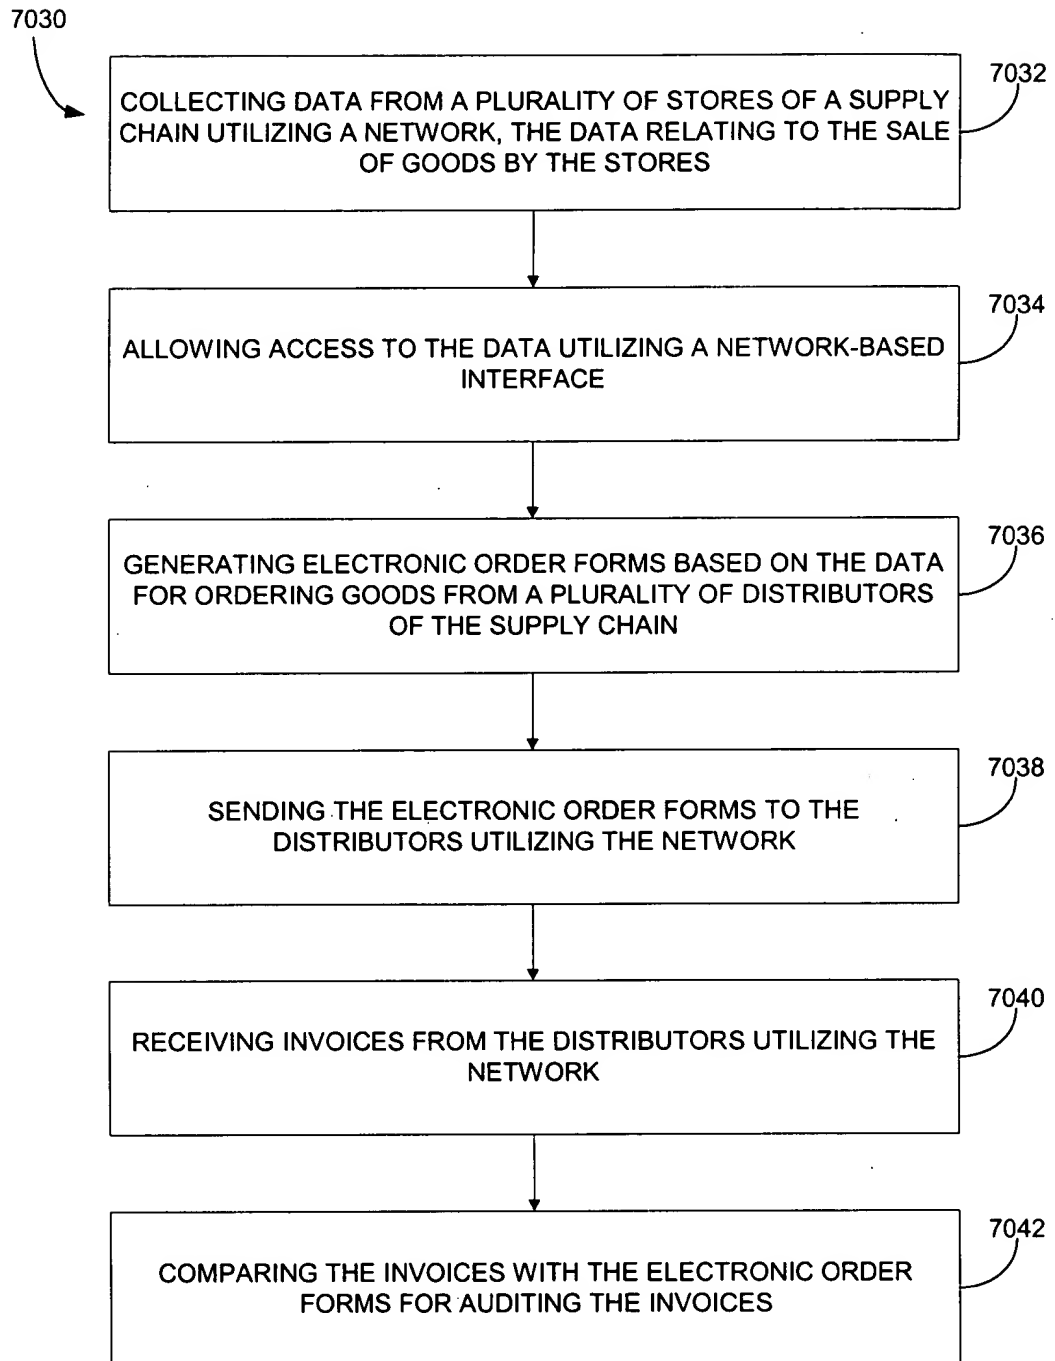 7030
7032
COLLECTING DATA FROM A PLURALITY OF STORES OF A SUPPLY
CHAIN UTILIZING A NETWORK, THE DATA RELATING TO THE SALE
OF GOODS BY THE STORES
7034
ALLOWING ACCESS TO THE DATA UTILIZING A NETWORK-BASED
INTERFACE
7036
GENERATING ELECTRONIC ORDER FORMS BASED ON THE DATA
FOR ORDERING GOODS FROM A PLURALITY OF DISTRIBUTORS
OF THE SUPPLY CHAIN
7038
SENDING THE ELECTRONIC ORDER FORMS TO THE
DISTRIBUTORS UTILIZING THE NETWORK
7040
RECEIVING INVOICES FROM THE DISTRIBUTORS UTILIZING THE
NETWORK
7042
COMPARING THE INVOICES WITH THE ELECTRONIC ORDER
FORMS FOR AUDITING THE INVOICES